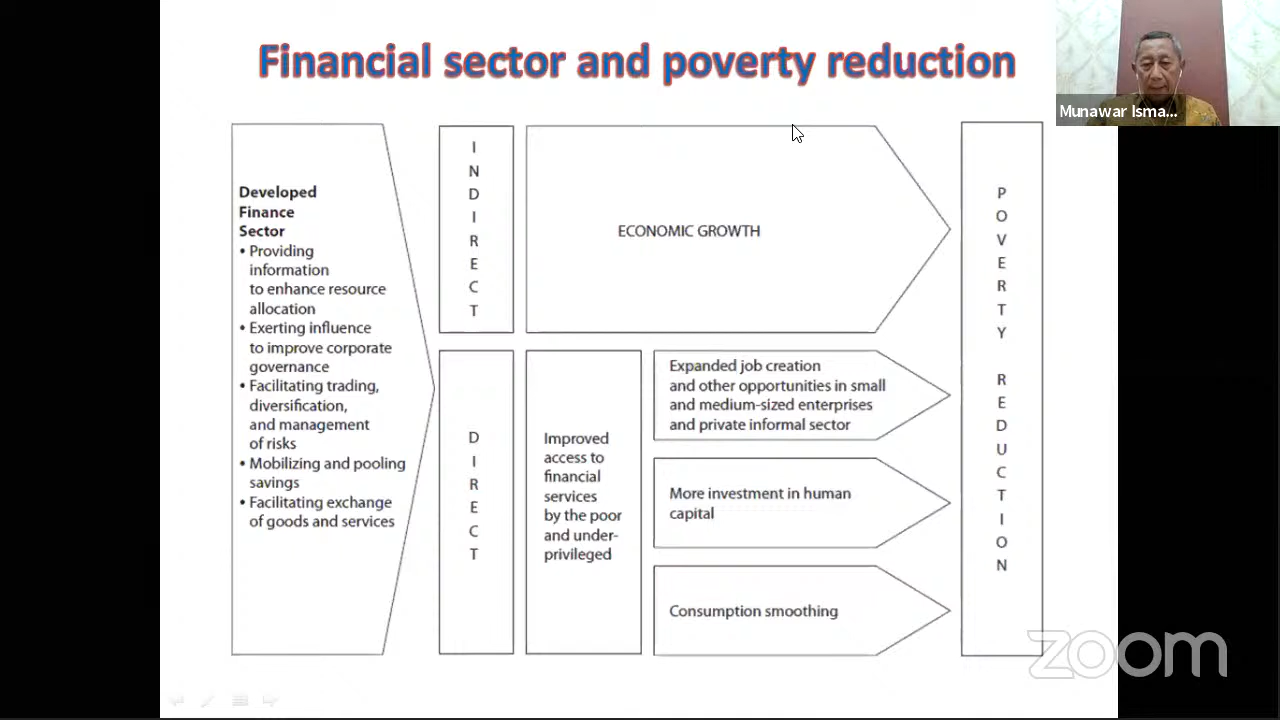 Financial sector and poverty reduction
Munawar Isma...
Developed
Finance
Sector
• Providing
information
to enhance resource
allocation
• Exerting influence
to improve corporate
governance
• Facilitating trading,
diversification,
and management
of risks
• Mobilizing and pooling
savings
• Facilitating exchange
of goods and services
INDIRECT
ECONOMIC GROWTH
DIRECT
Improved
access to
financial
services
by the poor
and under-
privileged
Expanded job creation
and other opportunities in small
and medium-sized enterprises
and private informal sector
More investment in human
capital
Consumption smoothing
POVERTY REDUCTION
zoom